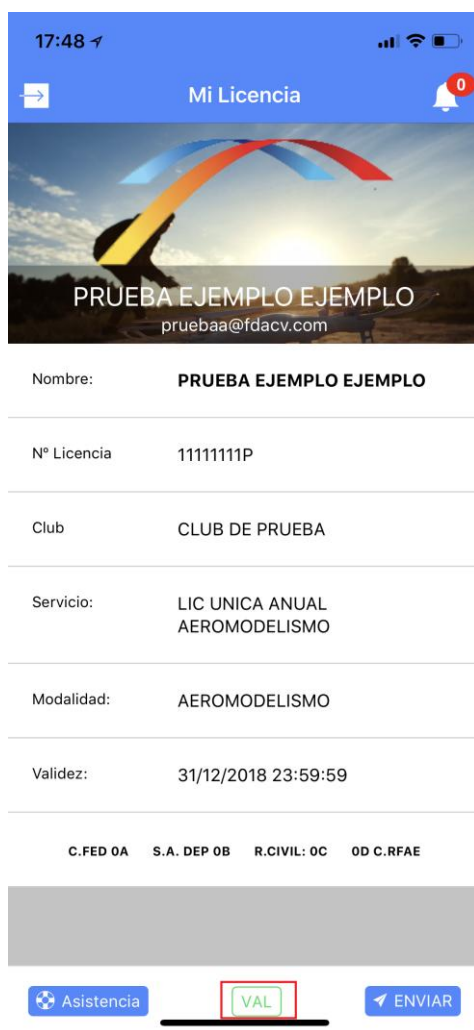 17:48
Mi Licencia
0
PRUEBA EJEMPLO EJEMPLO
pruebaa@fdacv.com
Nombre: PRUEBA EJEMPLO EJEMPLO
Nº Licencia 11111111P
Club CLUB DE PRUEBA
Servicio: LIC UNICA ANUAL
AEROMODELISMO
Modalidad: AEROMODELISMO
Validez: 31/12/2018 23:59:59
C.FED 0A S.A. DEP 0B R.CIVIL: 0C 0D C.RFAE
Asistencia VAL ENVIAR